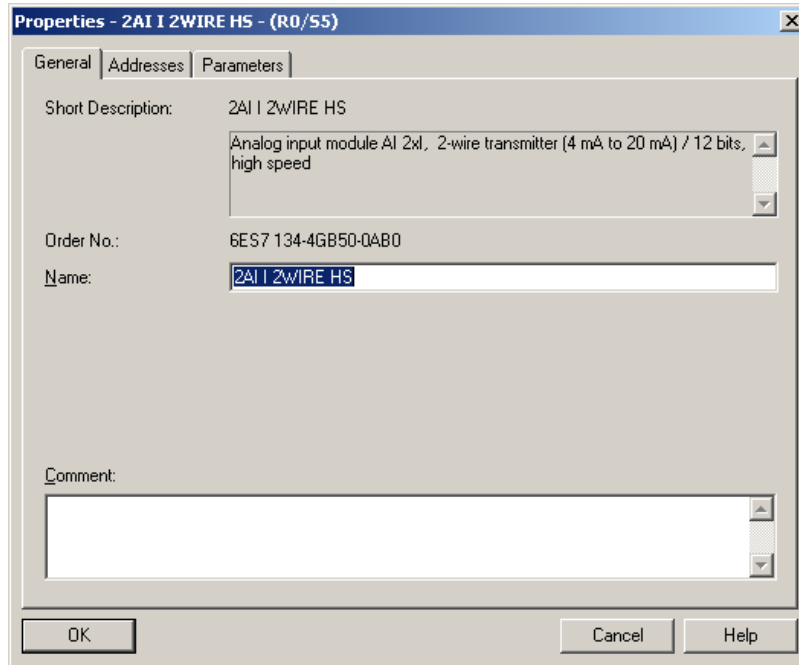 Properties - 2AI I 2WIRE HS - (R0/S5)
General Addresses Parameters
Short Description: 2AI I 2WIRE HS
Analog input module AI 2xI, 2-wire transmitter (4 mA to 20 mA) / 12 bits,
high speed
Order No.: 6ES7 134-4GB50-0AB0
Name: 2AI I 2WIRE HS
Comment:
OK Cancel Help